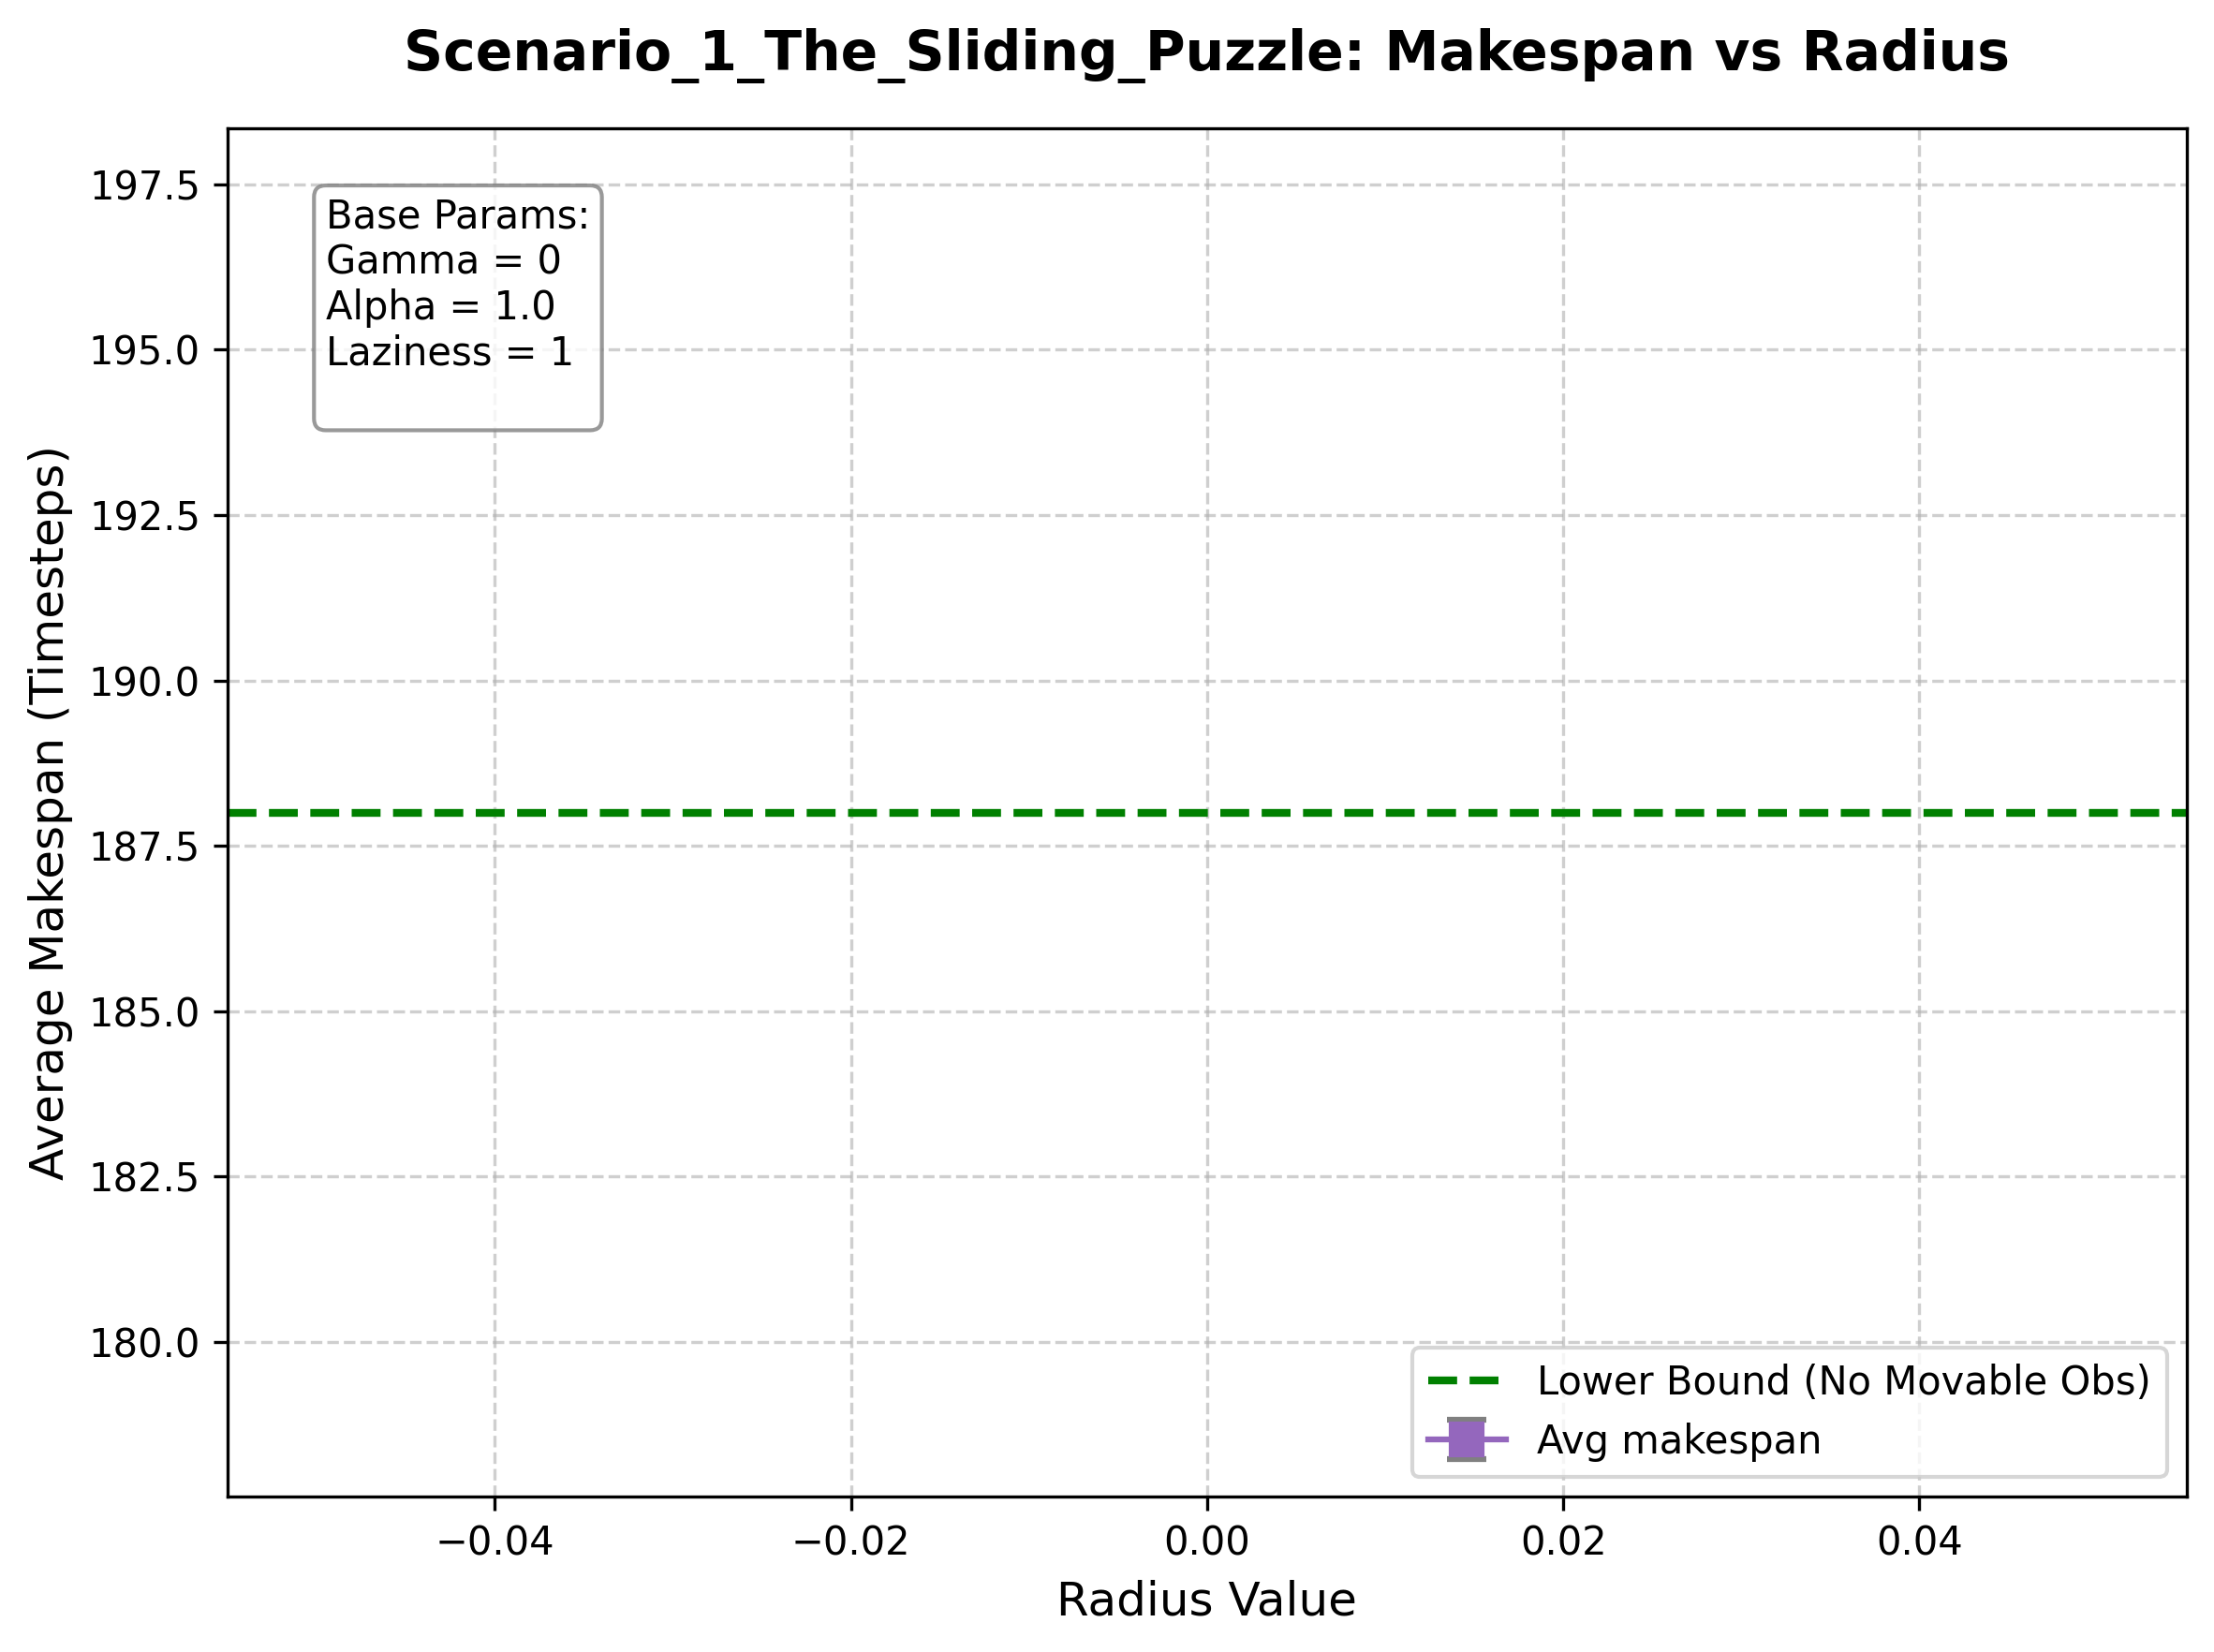 Scenario_1_The_Sliding_Puzzle: Makespan vs Radius
Average Makespan (Timesteps)
197.5
195.0
192.5
190.0
187.5
185.0
182.5
180.0
Base Params:
Gamma = 0
Alpha = 1.0
Laziness = 1
Lower Bound (No Movable Obs)
Avg makespan
−0.04
−0.02
0.00
0.02
0.04
Radius Value